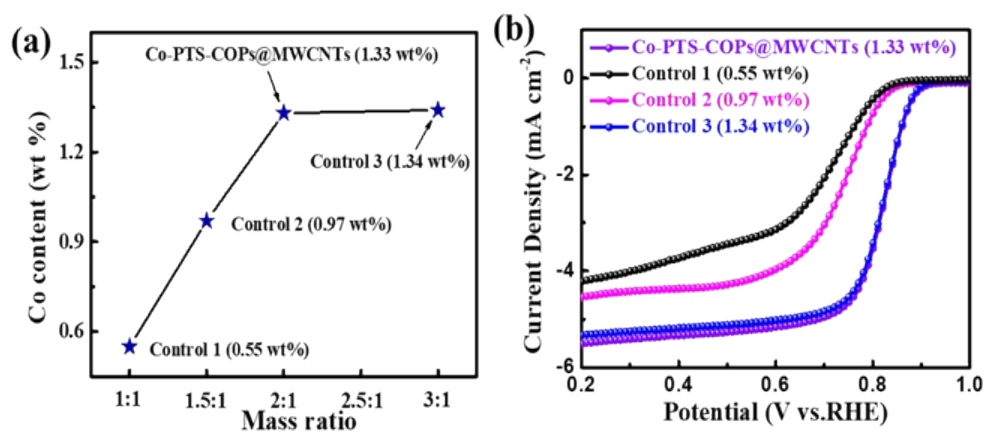 (a)
Co content (wt %)
1.5
1.2
0.9
0.6
Co-PTS-COPs@MWCNTs (1.33 wt%)
Control 3 (1.34 wt%)
Control 2 (0.97 wt%)
Control 1 (0.55 wt%)
1:1 1.5:1 2:1 2.5:1 3:1
Mass ratio
(b)
Current Density (mA cm-2)
0
-2
-4
-6
Co-PTS-COPs@MWCNTs (1.33 wt%)
Control 1 (0.55 wt%)
Control 2 (0.97 wt%)
Control 3 (1.34 wt%)
0.2 0.4 0.6 0.8 1.0
Potential (V vs.RHE)